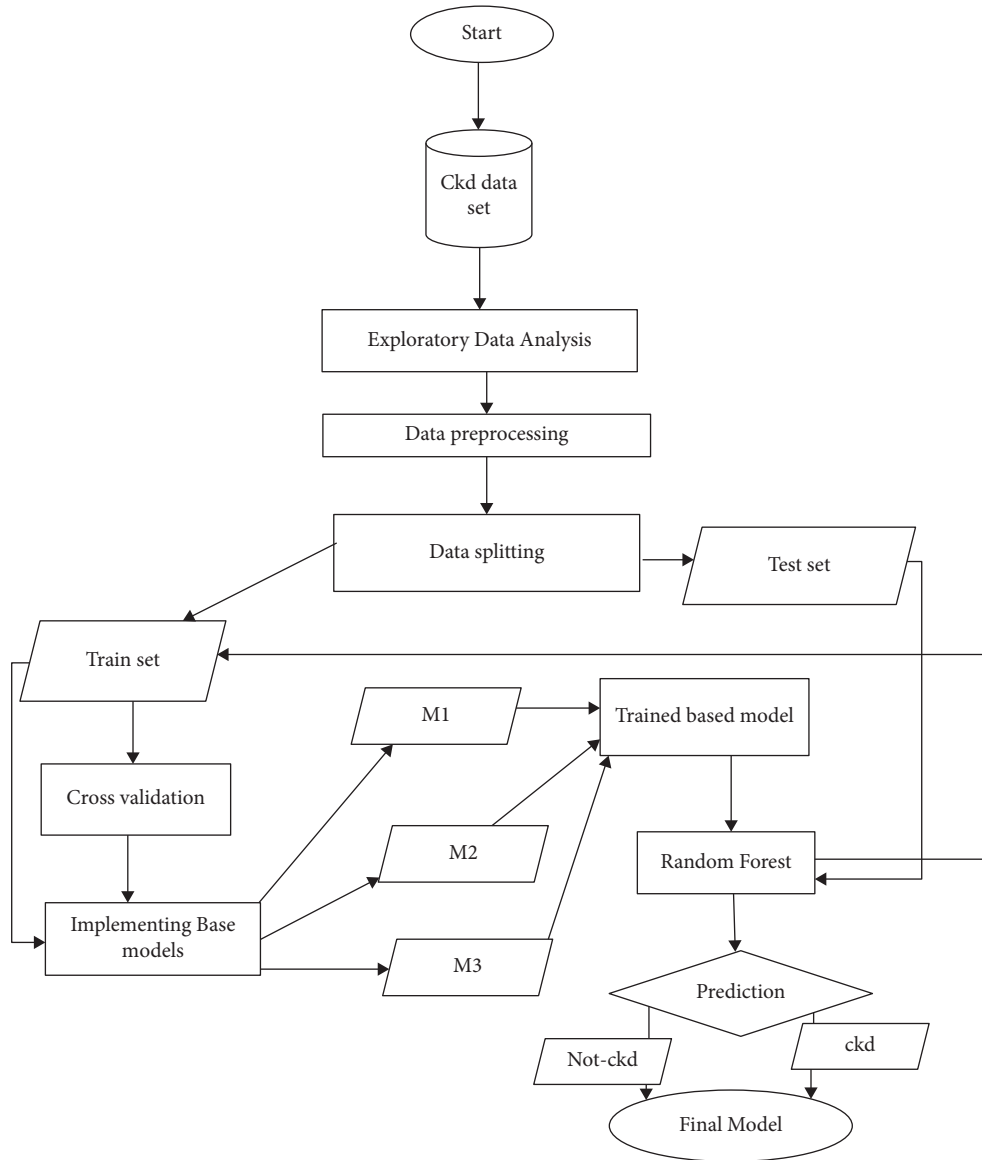 Start
Ckd data
set
Exploratory Data Analysis
Data preprocessing
Data splitting
Test set
Train set
M1
Trained based model
Cross validation
M2
Random Forest
Implementing Base
models
M3
Prediction
Not-ckd
ckd
Final Model